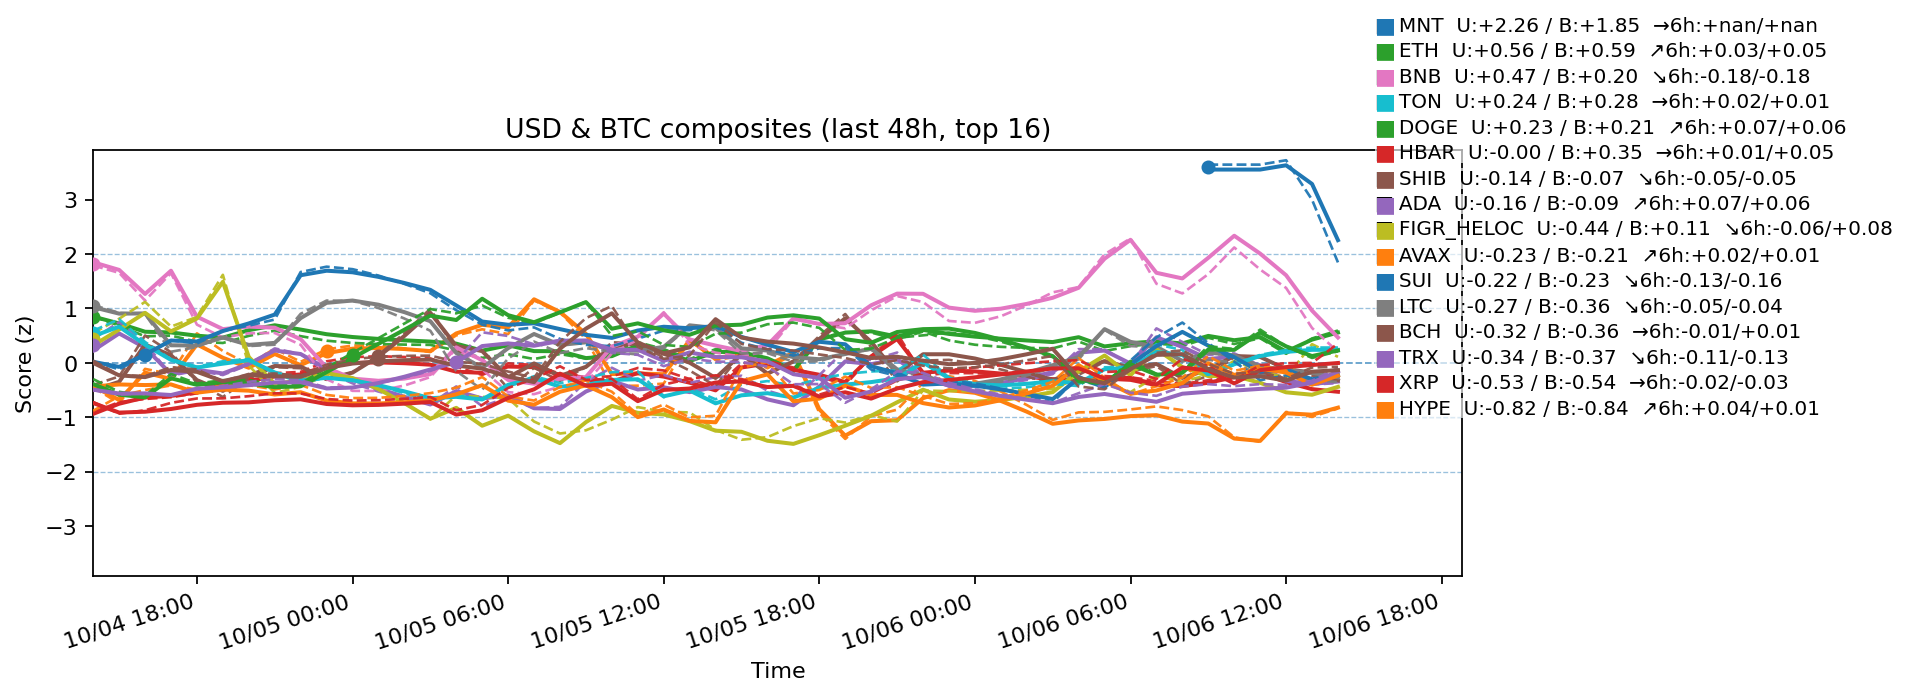 MNT U:+2.26 / B:+1.85 →6h:+nan/+nan
ETH U:+0.56 / B:+0.59 ↗6h:+0.03/+0.05
BNB U:+0.47 / B:+0.20 ↘6h:-0.18/-0.18
TON U:+0.24 / B:+0.28 →6h:+0.02/+0.01
DOGE U:+0.23 / B:+0.21 ↗6h:+0.07/+0.06
HBAR U:-0.00 / B:+0.35 →6h:+0.01/+0.05
SHIB U:-0.14 / B:-0.07 ↘6h:-0.05/-0.05
ADA U:-0.16 / B:-0.09 ↗6h:+0.07/+0.06
FIGR_HELOC U:-0.44 / B:+0.11 ↘6h:-0.06/+0.08
AVAX U:-0.23 / B:-0.21 ↗6h:+0.02/+0.01
SUI U:-0.22 / B:-0.23 ↘6h:-0.13/-0.16
LTC U:-0.27 / B:-0.36 ↘6h:-0.05/-0.04
BCH U:-0.32 / B:-0.36 →6h:-0.01/+0.01
TRX U:-0.34 / B:-0.37 ↘6h:-0.11/-0.13
XRP U:-0.53 / B:-0.54 →6h:-0.02/-0.03
HYPE U:-0.82 / B:-0.84 ↗6h:+0.04/+0.01
USD & BTC composites (last 48h, top 16)
Score (z)
3
2
1
0
−1
−2
−3
10/04 18:00
10/05 00:00
10/05 06:00
10/05 12:00
10/05 18:00
10/06 00:00
10/06 06:00
10/06 12:00
10/06 18:00
Time